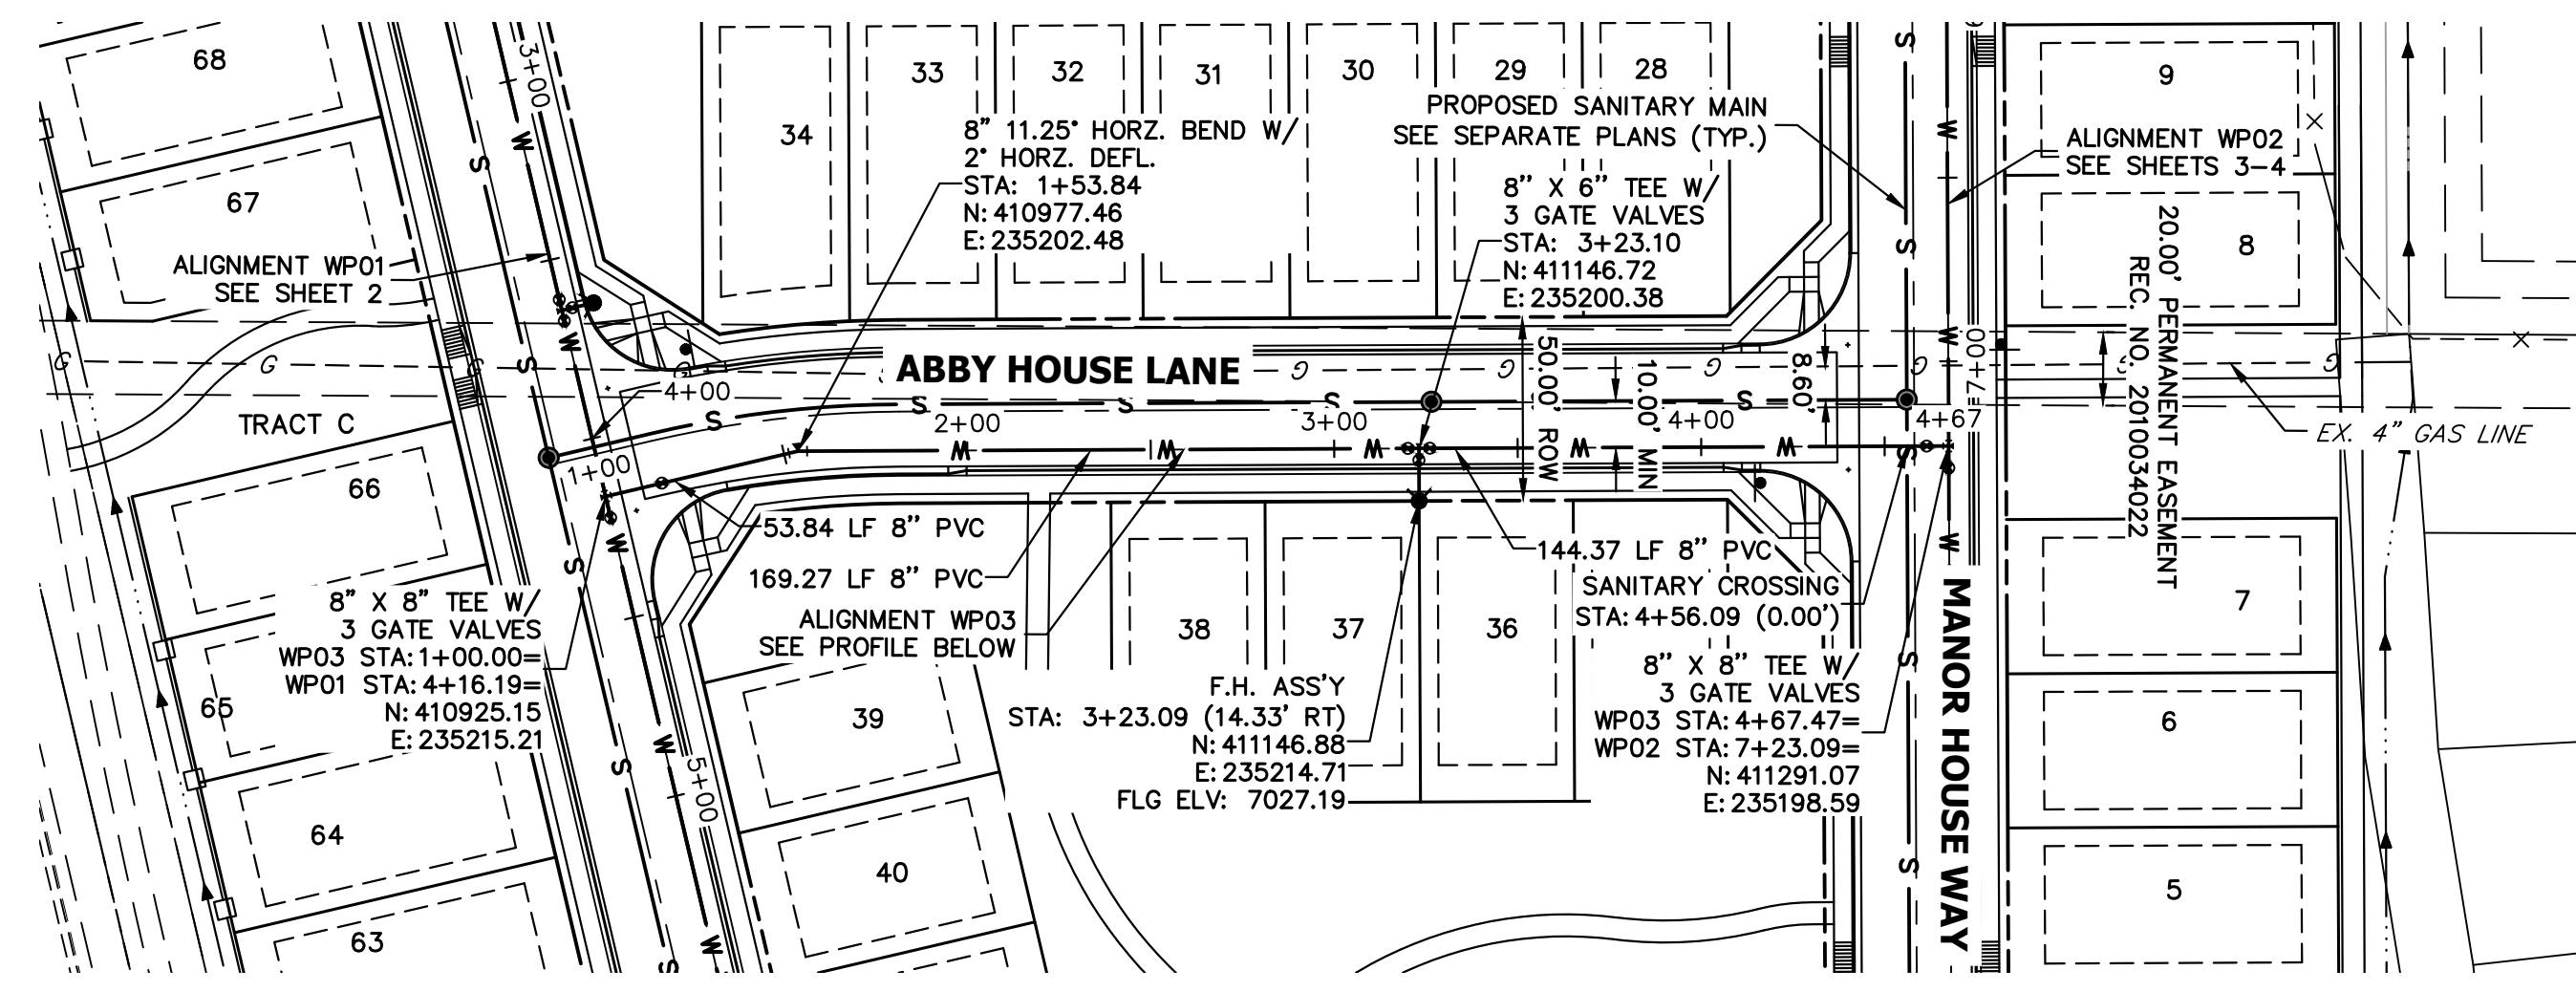 68
67
ALIGNMENT WP01
SEE SHEET 2
3+00
34
33
32
31
30
29
28
9
8
8" 11.25° HORZ. BEND W/
2° HORZ. DEFL.
STA: 1+53.84
N: 410977.46
E: 235202.48
PROPOSED SANITARY MAIN
SEE SEPARATE PLANS (TYP.)
8" X 6" TEE W/
3 GATE VALVES
STA: 3+23.10
N: 411146.72
E: 235200.38
ALIGNMENT WP02
SEE SHEETS 3-4
20.00' PERMANENT EASEMENT
REC. NO. 2010034022
ABBY HOUSE LANE
TRACT C
4+00
1+00
2+00
3+00
4+00
4+67
7+00
50.00' ROW
10.00' MIN
8.60'
EX. 4" GAS LINE
S
W
G
66
65
64
63
53.84 LF 8" PVC
169.27 LF 8" PVC
ALIGNMENT WP03
SEE PROFILE BELOW
8" X 8" TEE W/
3 GATE VALVES
WP03 STA: 1+00.00=
WP01 STA: 4+16.19=
N: 410925.15
E: 235215.21
5+00
39
40
38
37
36
144.37 LF 8" PVC
SANITARY CROSSING
STA: 4+56.09 (0.00')
F.H. ASS'Y
STA: 3+23.09 (14.33' RT)
N: 411146.88
E: 235214.71
FLG ELV: 7027.19
8" X 8" TEE W/
3 GATE VALVES
WP03 STA: 4+67.47=
WP02 STA: 7+23.09=
N: 411291.07
E: 235198.59
MANOR HOUSE WAY
7
6
5